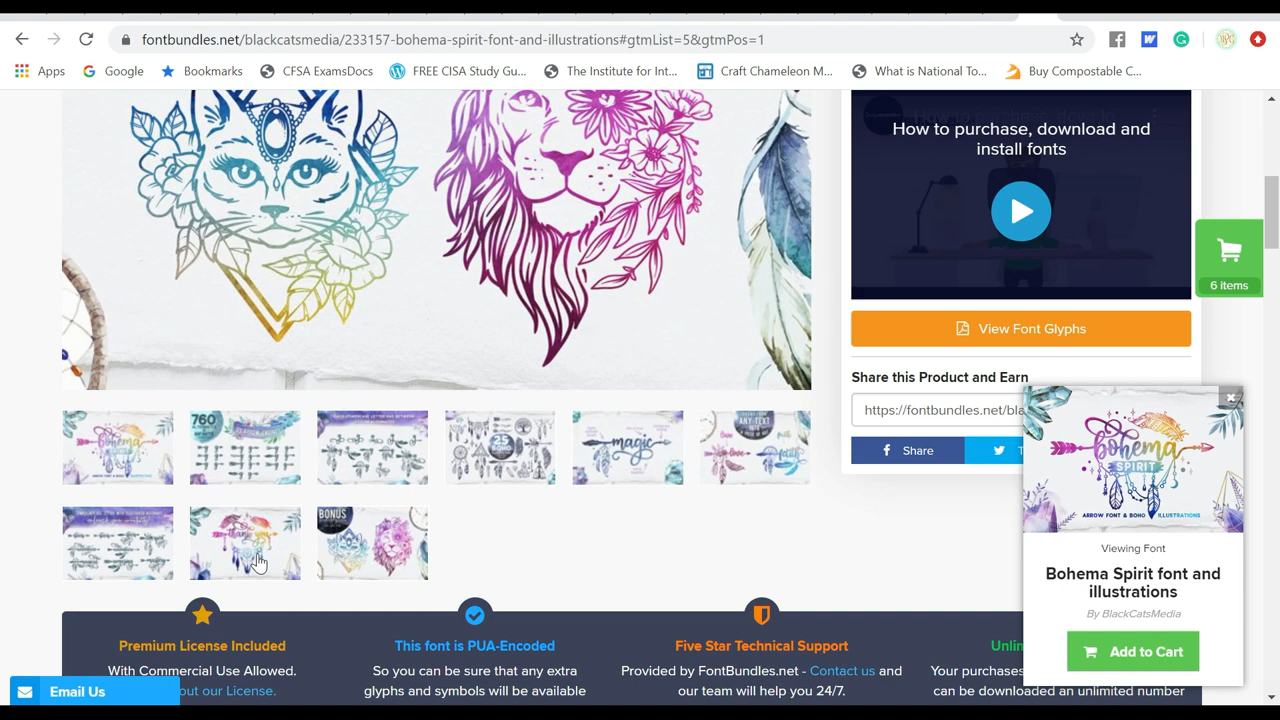 fontbundles.net/blackcatsmedia/233157-bohema-spirit-font-and-illustrations#gtmList=5&gtmPos=1
Apps
Google
Bookmarks
CFSA ExamsDocs
FREE CISA Study Gu...
The Institute for Int...
Craft Chameleon M...
What is National To...
Buy Compostable C...
How to purchase, download and
install fonts
6 items
View Font Glyphs
Share this Product and Earn
https://fontbundles.net/bla
Share
760
25
magic
BONUS
bohema
SPIRIT
ARROW FONT & BOHO ILLUSTRATIONS
Viewing Font
Bohema Spirit font and
illustrations
By BlackCatsMedia
Add to Cart
Premium License Included
With Commercial Use Allowed.
out our License.
This font is PUA-Encoded
So you can be sure that any extra
glyphs and symbols will be available
Five Star Technical Support
Provided by FontBundles.net - Contact us and
our team will help you 24/7.
Unlin
Your purchases
can be downloaded an unlimited number
Email Us